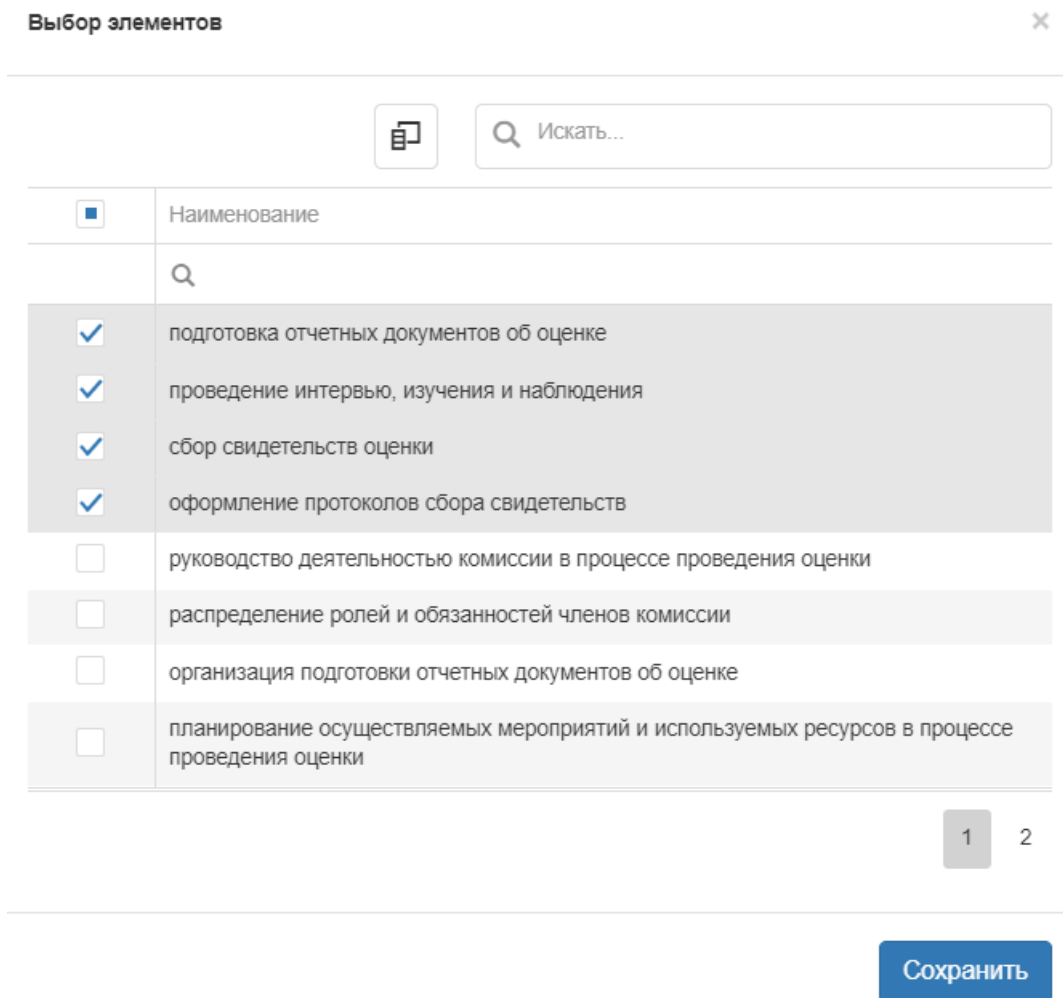 Выбор элементов
Искать...
Наименование
подготовка отчетных документов об оценке
проведение интервью, изучения и наблюдения
сбор свидетельств оценки
оформление протоколов сбора свидетельств
руководство деятельностью комиссии в процессе проведения оценки
распределение ролей и обязанностей членов комиссии
организация подготовки отчетных документов об оценке
планирование осуществляемых мероприятий и используемых ресурсов в процессе
проведения оценки
1 2
Сохранить